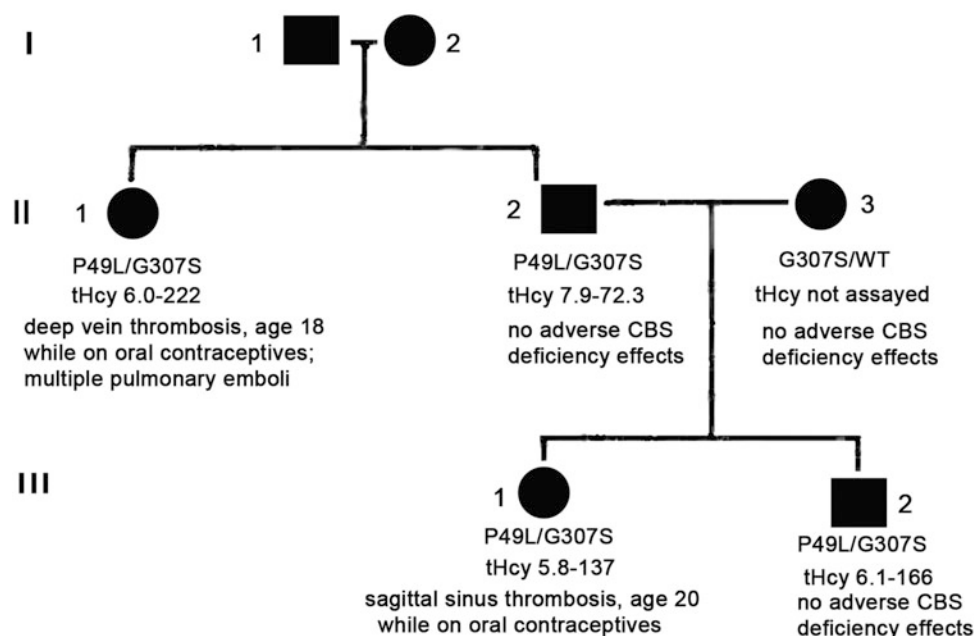 I
1
2
II
1
2
3
P49L/G307S
tHcy 6.0-222
deep vein thrombosis, age 18
while on oral contraceptives;
multiple pulmonary emboli
P49L/G307S
tHcy 7.9-72.3
no adverse CBS
deficiency effects
G307S/WT
tHcy not assayed
no adverse CBS
deficiency effects
III
1
2
P49L/G307S
tHcy 5.8-137
sagittal sinus thrombosis, age 20
while on oral contraceptives
P49L/G307S
tHcy 6.1-166
no adverse CBS
deficiency effects